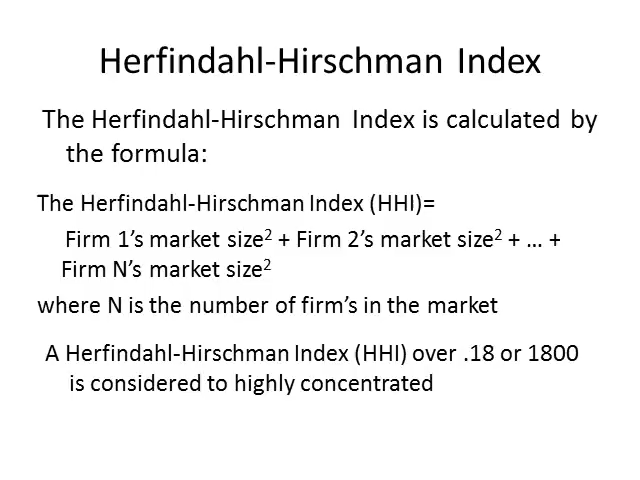 Herfindahl-Hirschman Index
The Herfindahl-Hirschman Index is calculated by
the formula:
The Herfindahl-Hirschman Index (HHI)=
Firm 1’s market size² + Firm 2’s market size² + … +
Firm N’s market size²
where N is the number of firm’s in the market
A Herfindahl-Hirschman Index (HHI) over .18 or 1800
is considered to highly concentrated